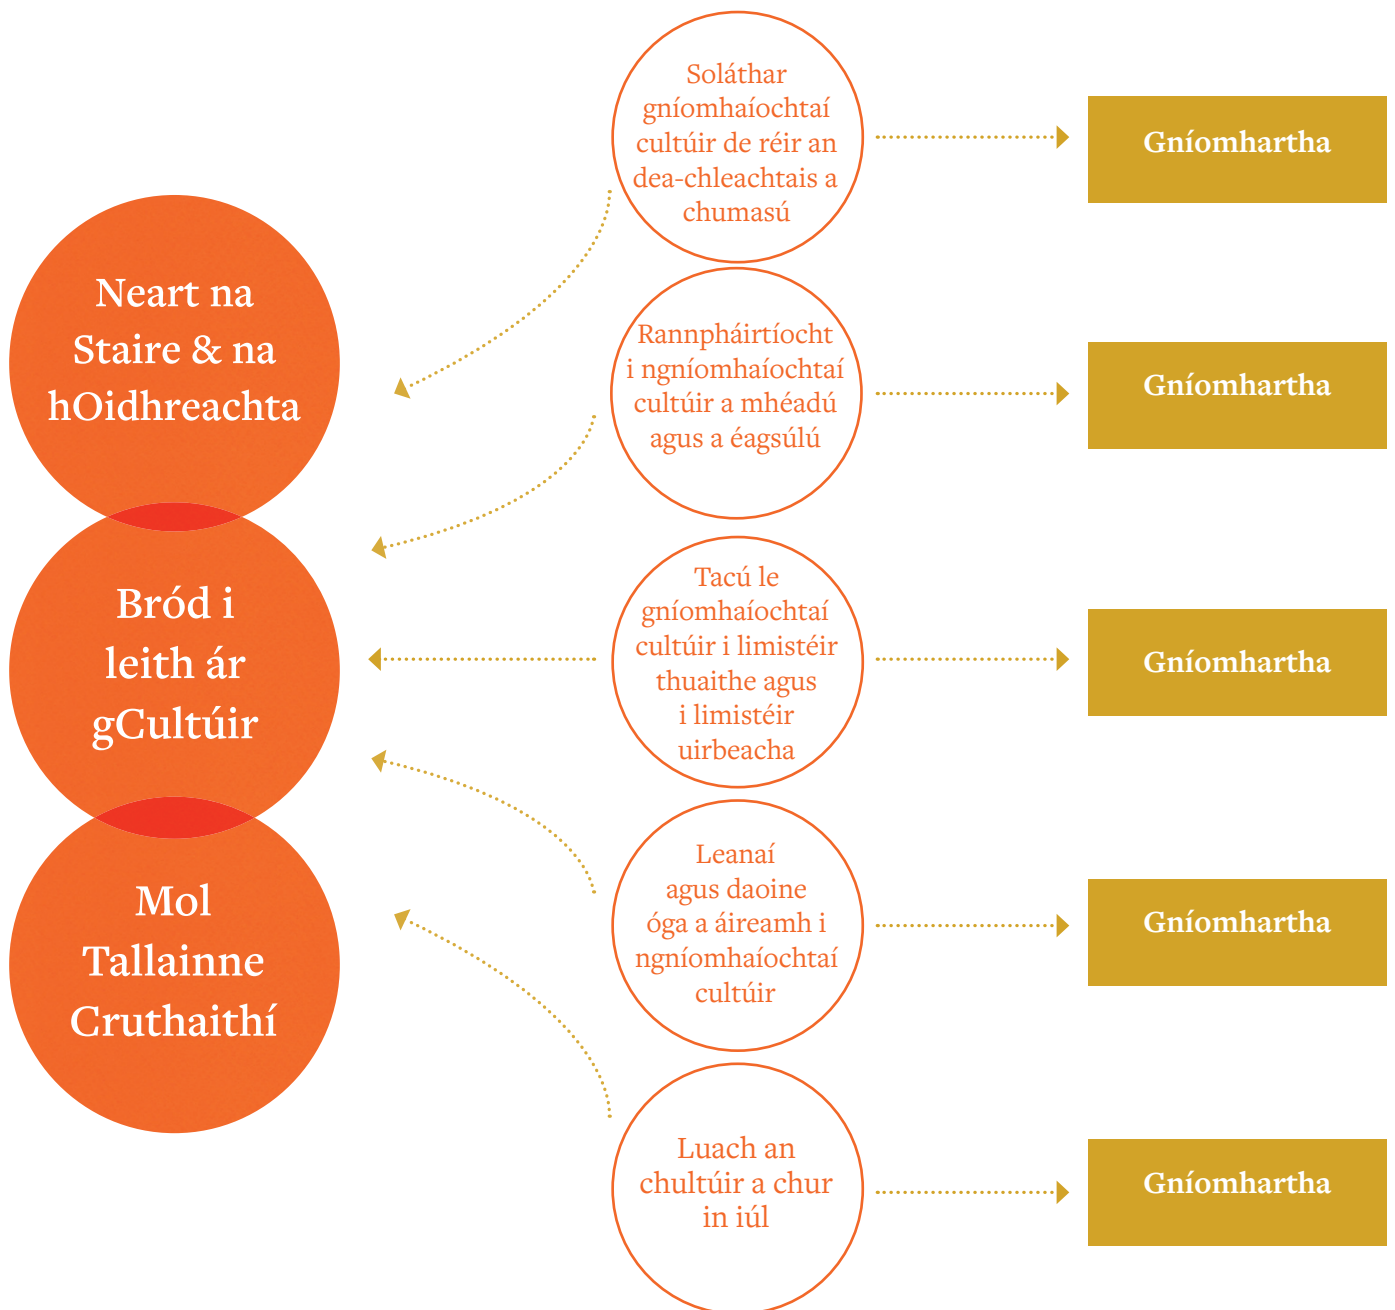 Neart na
Staire & na
hOidhreachta
Bród i
leith ár
gCultúir
Mol
Tallainne
Cruthaithí
Soláthar
gníomhaíochtaí
cultúir de réir an
dea-chleachtais a
chumasú
Gníomhartha
Rannpháirtíocht
i ngníomhaíochtaí
cultúir a mhéadú
agus a éagsúlú
Gníomhartha
Tacú le
gníomhaíochtaí
cultúir i limistéir
thuaithe agus
i limistéir
uirbeacha
Gníomhartha
Leanaí
agus daoine
óga a áireamh i
ngníomhaíochtaí
cultúir
Gníomhartha
Luach an
chultúir a chur
in iúl
Gníomhartha